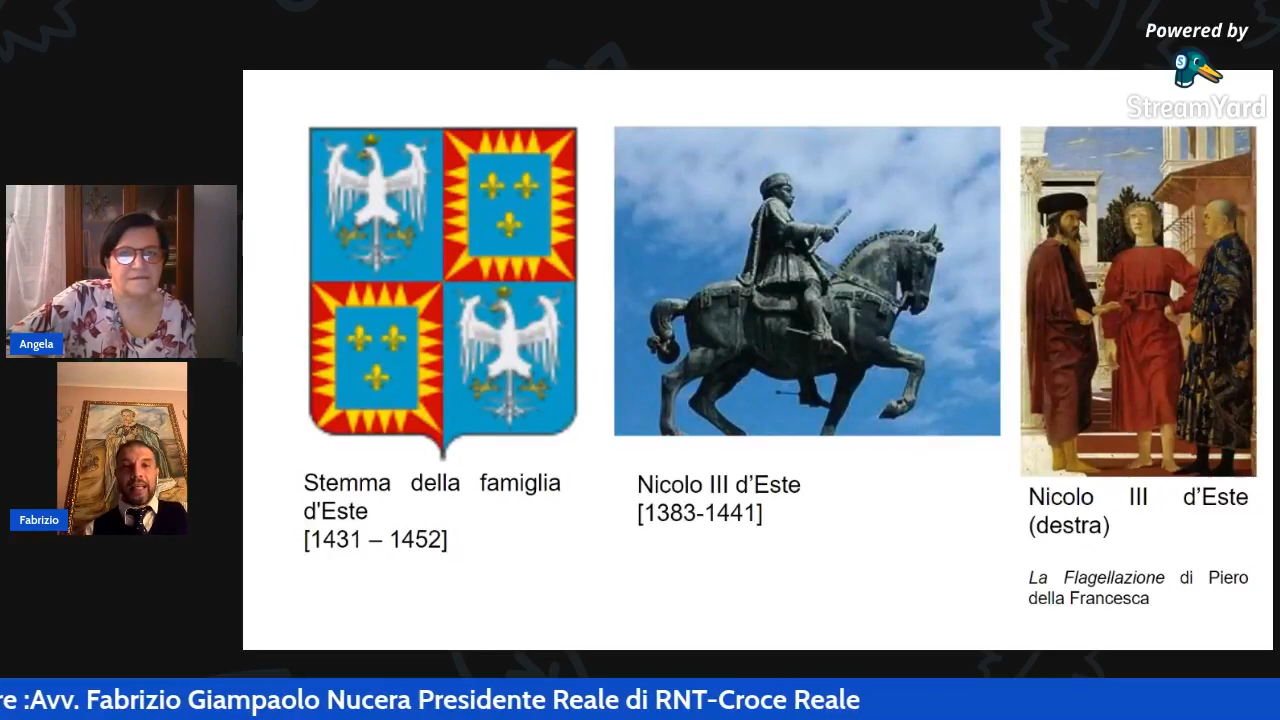 Powered by
StreamYard
Angela
Fabrizio
Stemma della famiglia
d'Este
[1431 – 1452]
Nicolo III d'Este
[1383-1441]
Nicolo III d'Este
(destra)
La Flagellazione di Piero
della Francesca
re :Avv. Fabrizio Giampaolo Nucera Presidente Reale di RNT-Croce Reale